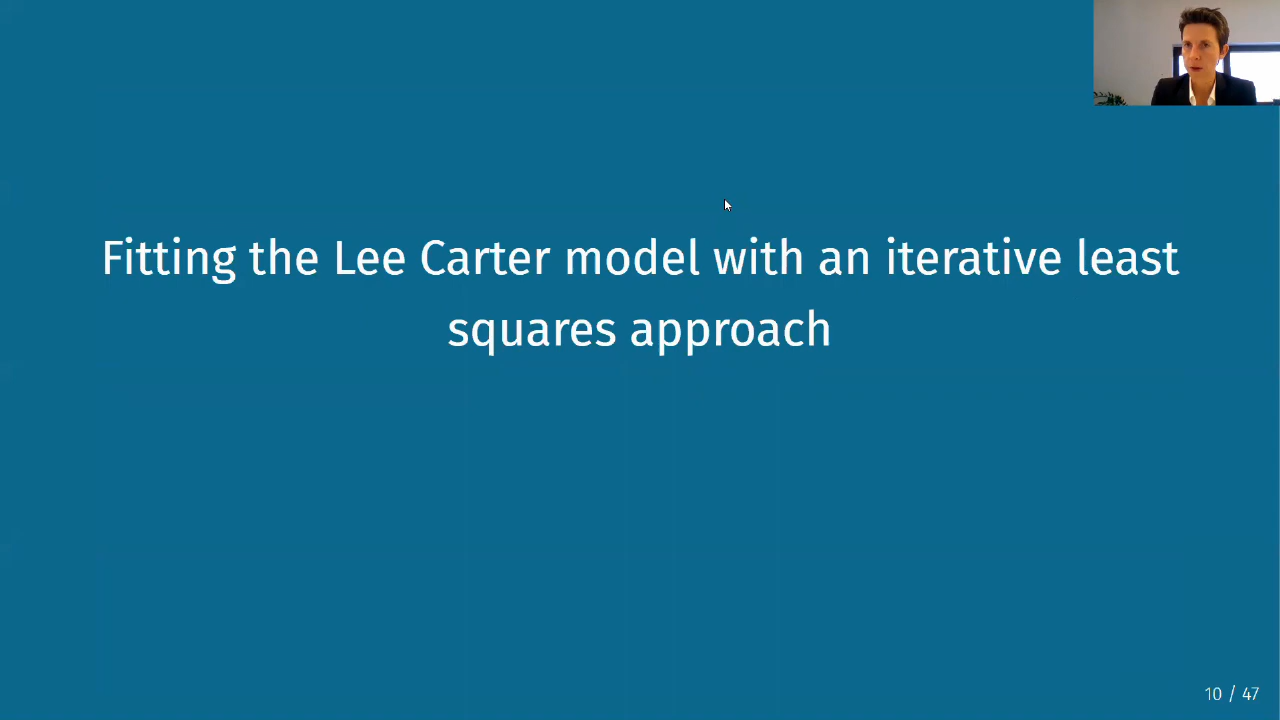 Fitting the Lee Carter model with an iterative least
squares approach
10 / 47